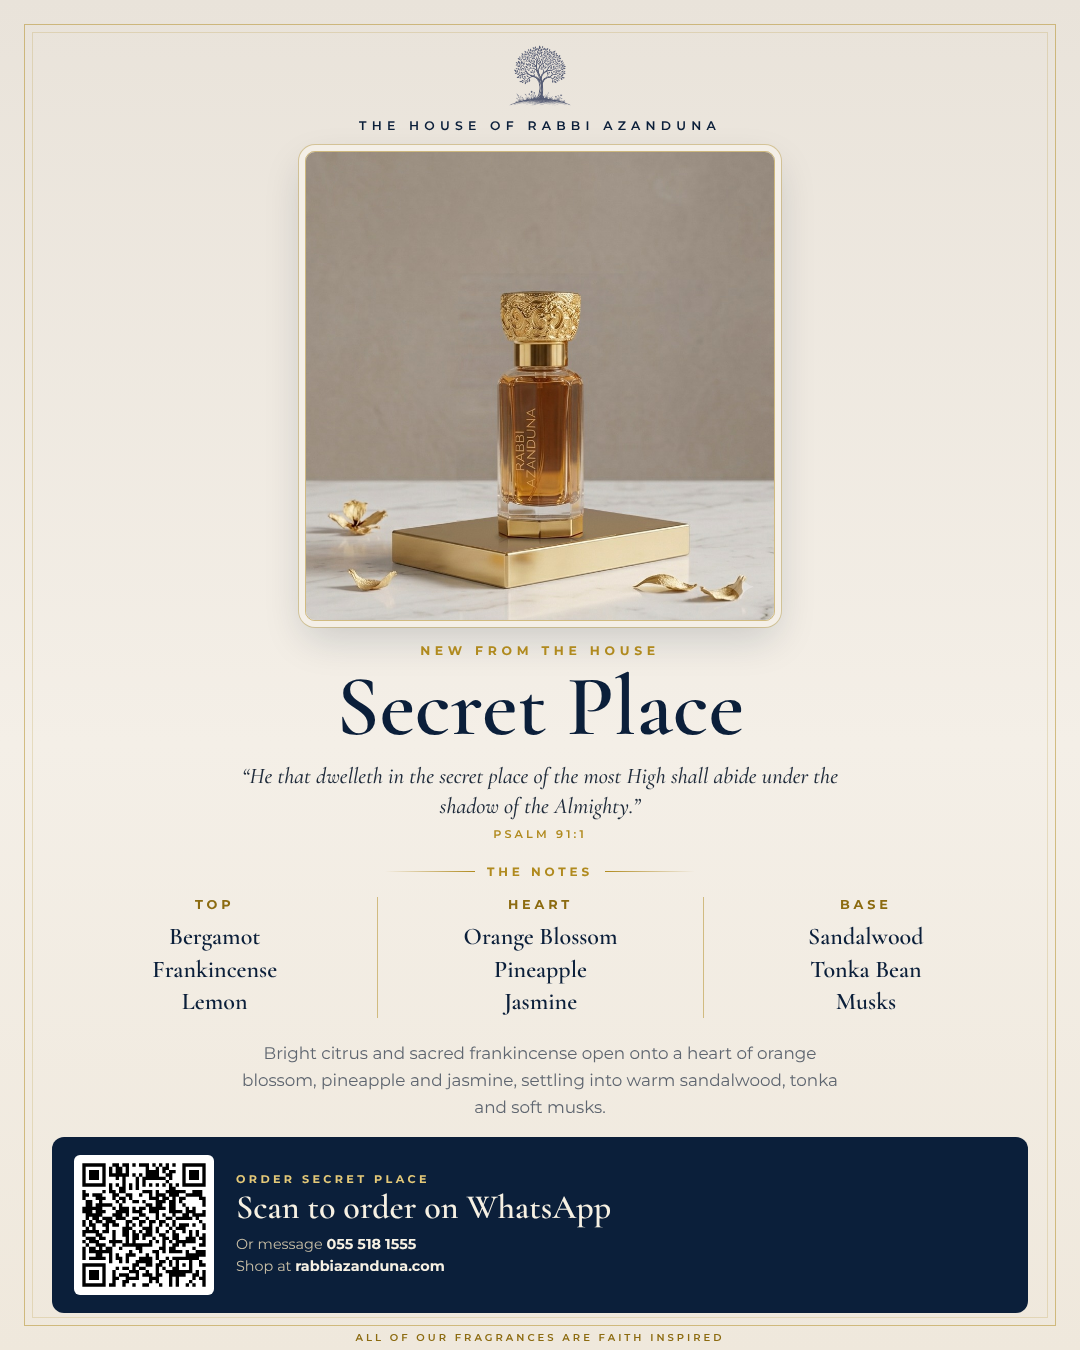 THE HOUSE OF RABBI AZANDUNA
RABBI
AZANDUNA
NEW FROM THE HOUSE
Secret Place
“He that dwelleth in the secret place of the most High shall abide under the
shadow of the Almighty.”
PSALM 91:1
THE NOTES
TOP
Bergamot
Frankincense
Lemon
HEART
Orange Blossom
Pineapple
Jasmine
BASE
Sandalwood
Tonka Bean
Musks
Bright citrus and sacred frankincense open onto a heart of orange
blossom, pineapple and jasmine, settling into warm sandalwood, tonka
and soft musks.
ORDER SECRET PLACE
Scan to order on WhatsApp
Or message 055 518 1555
Shop at rabbiazanduna.com
ALL OF OUR FRAGRANCES ARE FAITH INSPIRED